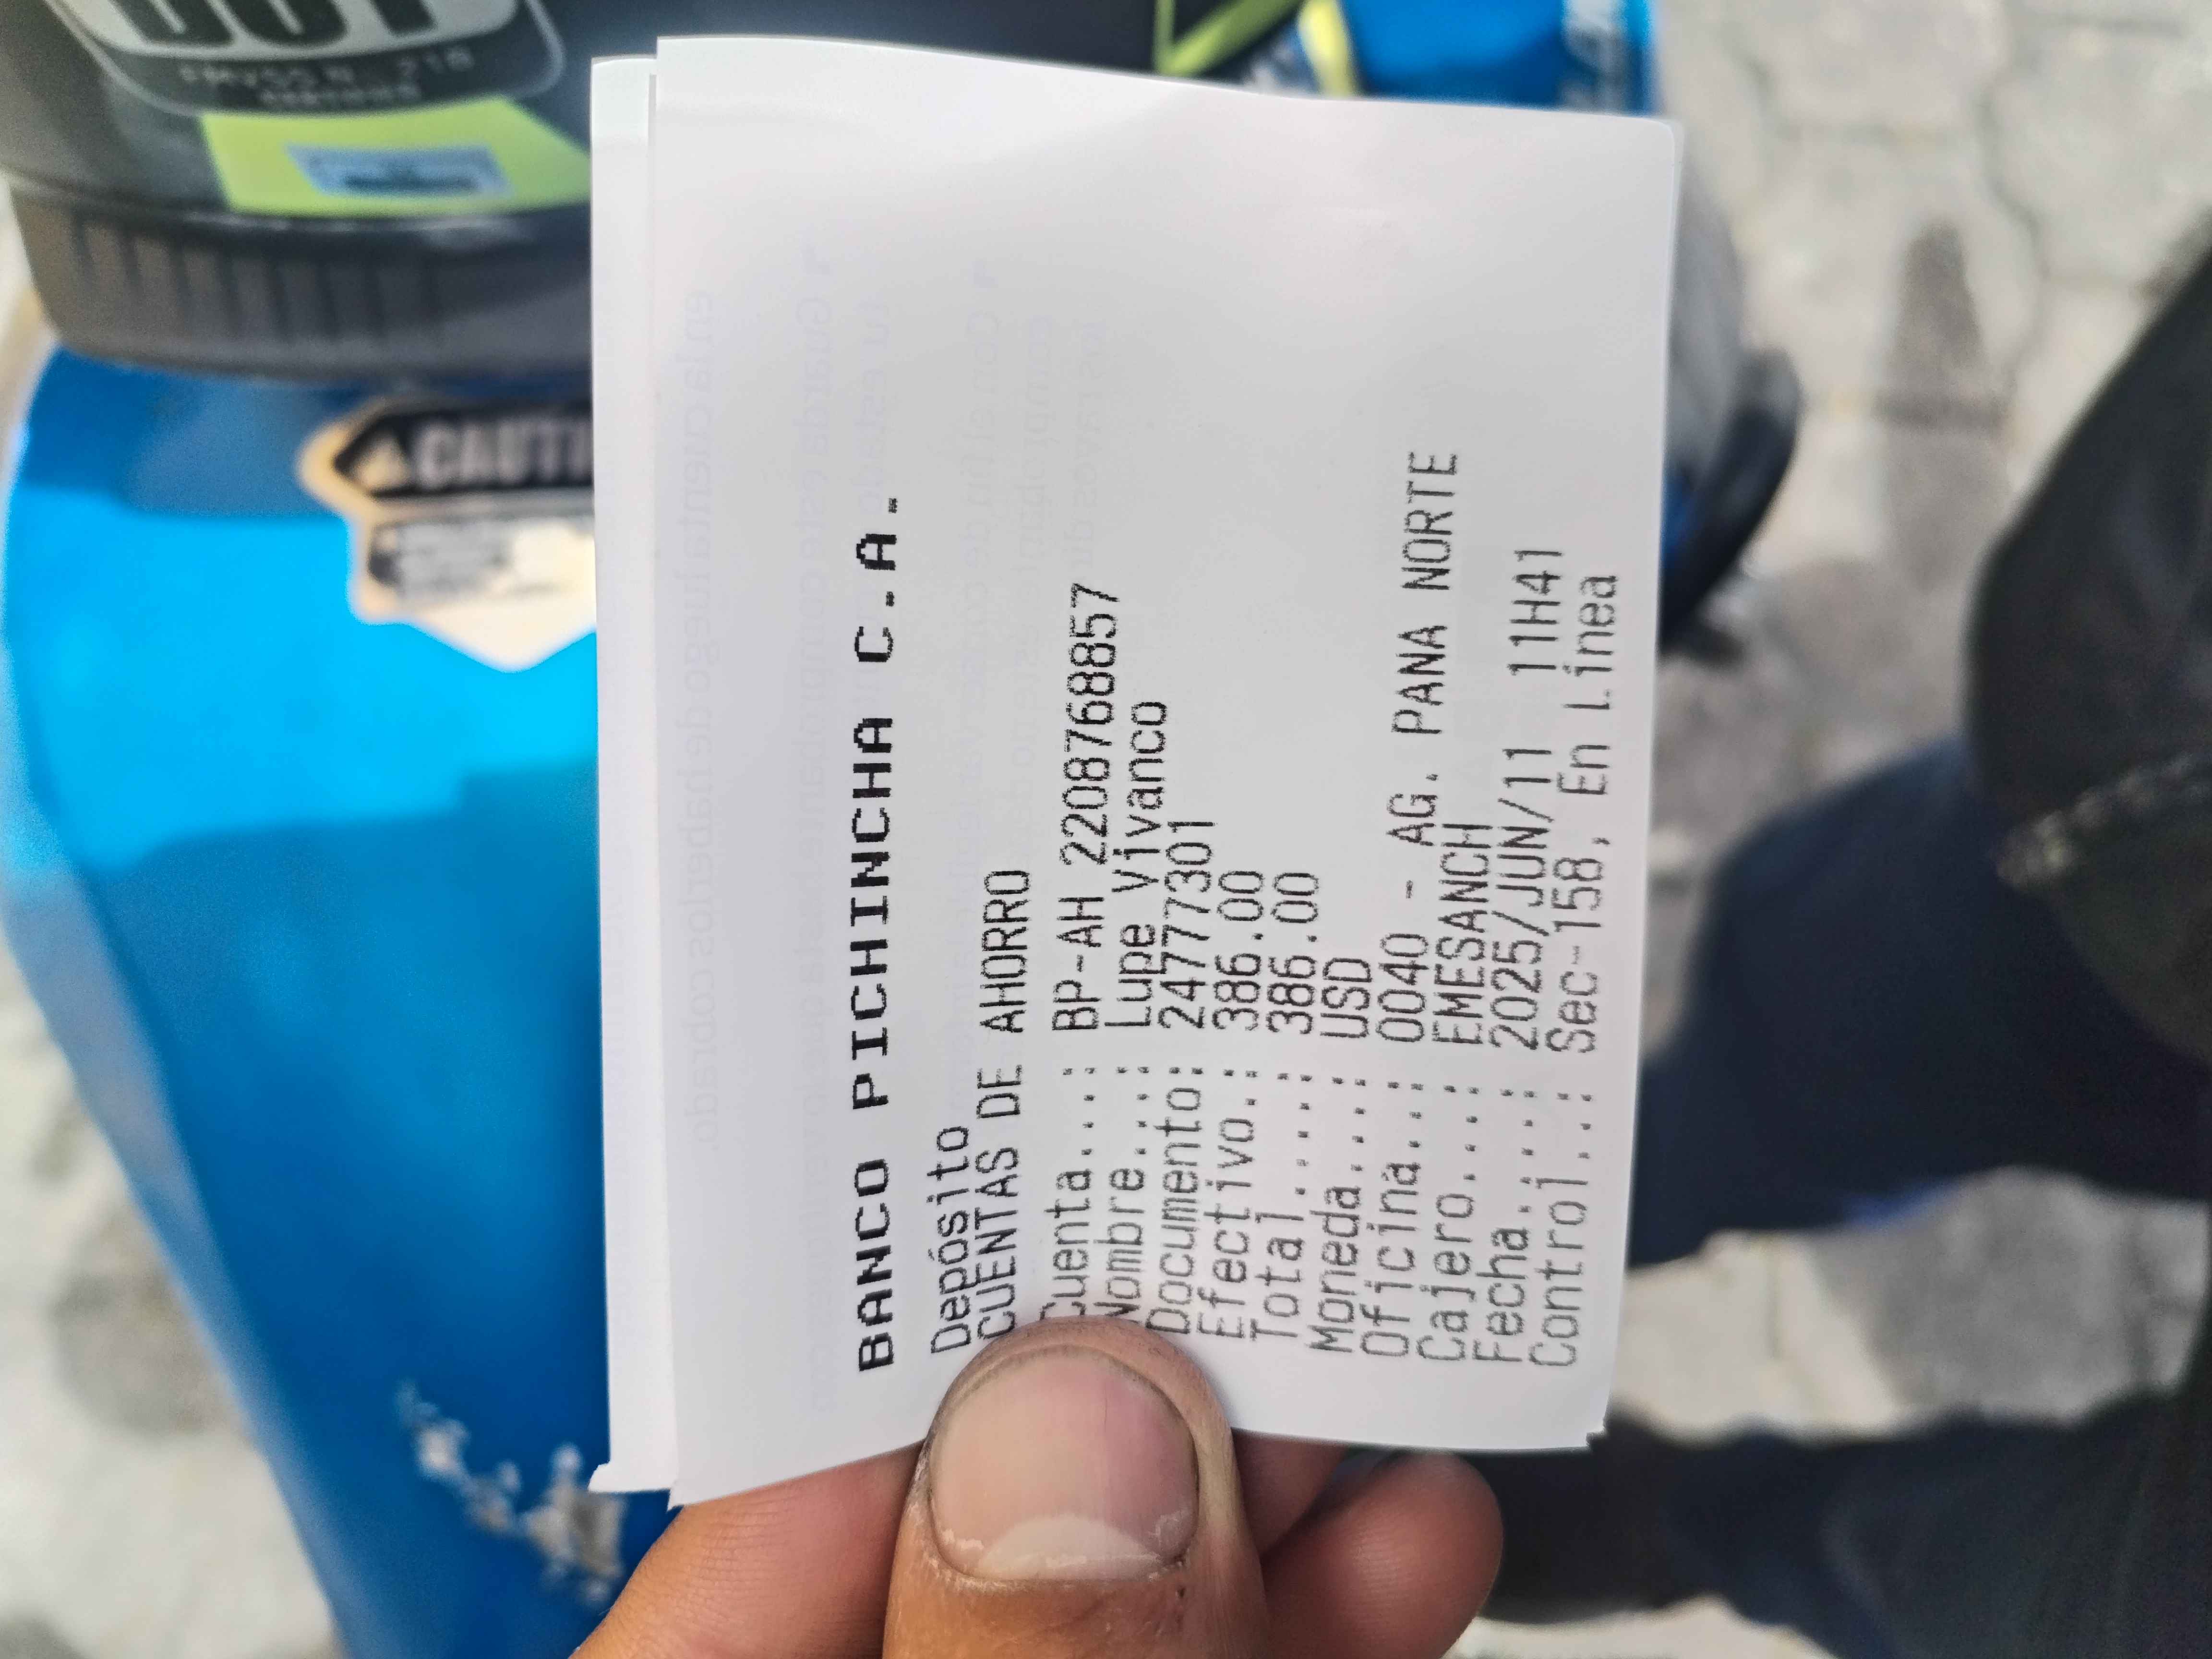 BANCO PICHINCHA C.A.
Depósito
CUENTAS DE AHORRO
Cuenta....: BP-AH 2208768857
Nombre....: Lupe Vivanco
Documento: 24777301
Efectivo.: 386.00
Total.....: 386.00
Moneda....: USD
Oficina...: 0040 - AG. PANA NORTE
Cajero....: EMESANCH
Fecha.....: 2025/JUN/11 11H41
Control..: Sec-158, En Linea
CAUTI